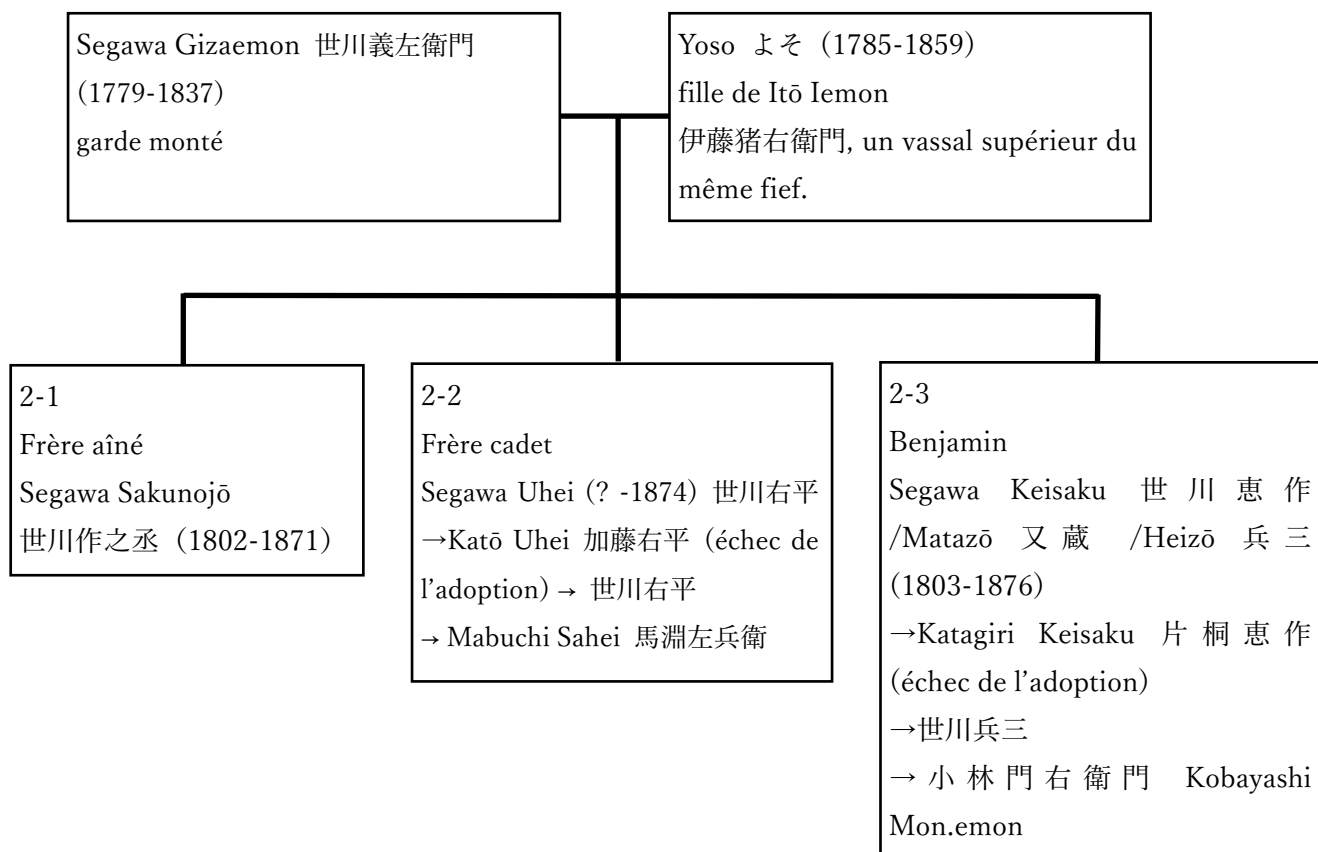 Segawa Gizaemon 世川義左衛門
(1779-1837)
garde monté
Yoso よそ (1785-1859)
fille de Itō Iemon
伊藤猪右衛門, un vassal supérieur du
même fief.
2-1
Frère aîné
Segawa Sakunojō
世川作之丞 (1802-1871)
2-2
Frère cadet
Segawa Uhei (? -1874) 世川右平
→Katō Uhei 加藤右平 (échec de
l’adoption) → 世川右平
→ Mabuchi Sahei 馬淵左兵衛
2-3
Benjamin
Segawa Keisaku 世川恵作
/Matazō 又蔵 /Heizō 兵三
(1803-1876)
→Katagiri Keisaku 片桐恵作
(échec de l’adoption)
→世川兵三
→ 小林門右衛門 Kobayashi
Mon.emon